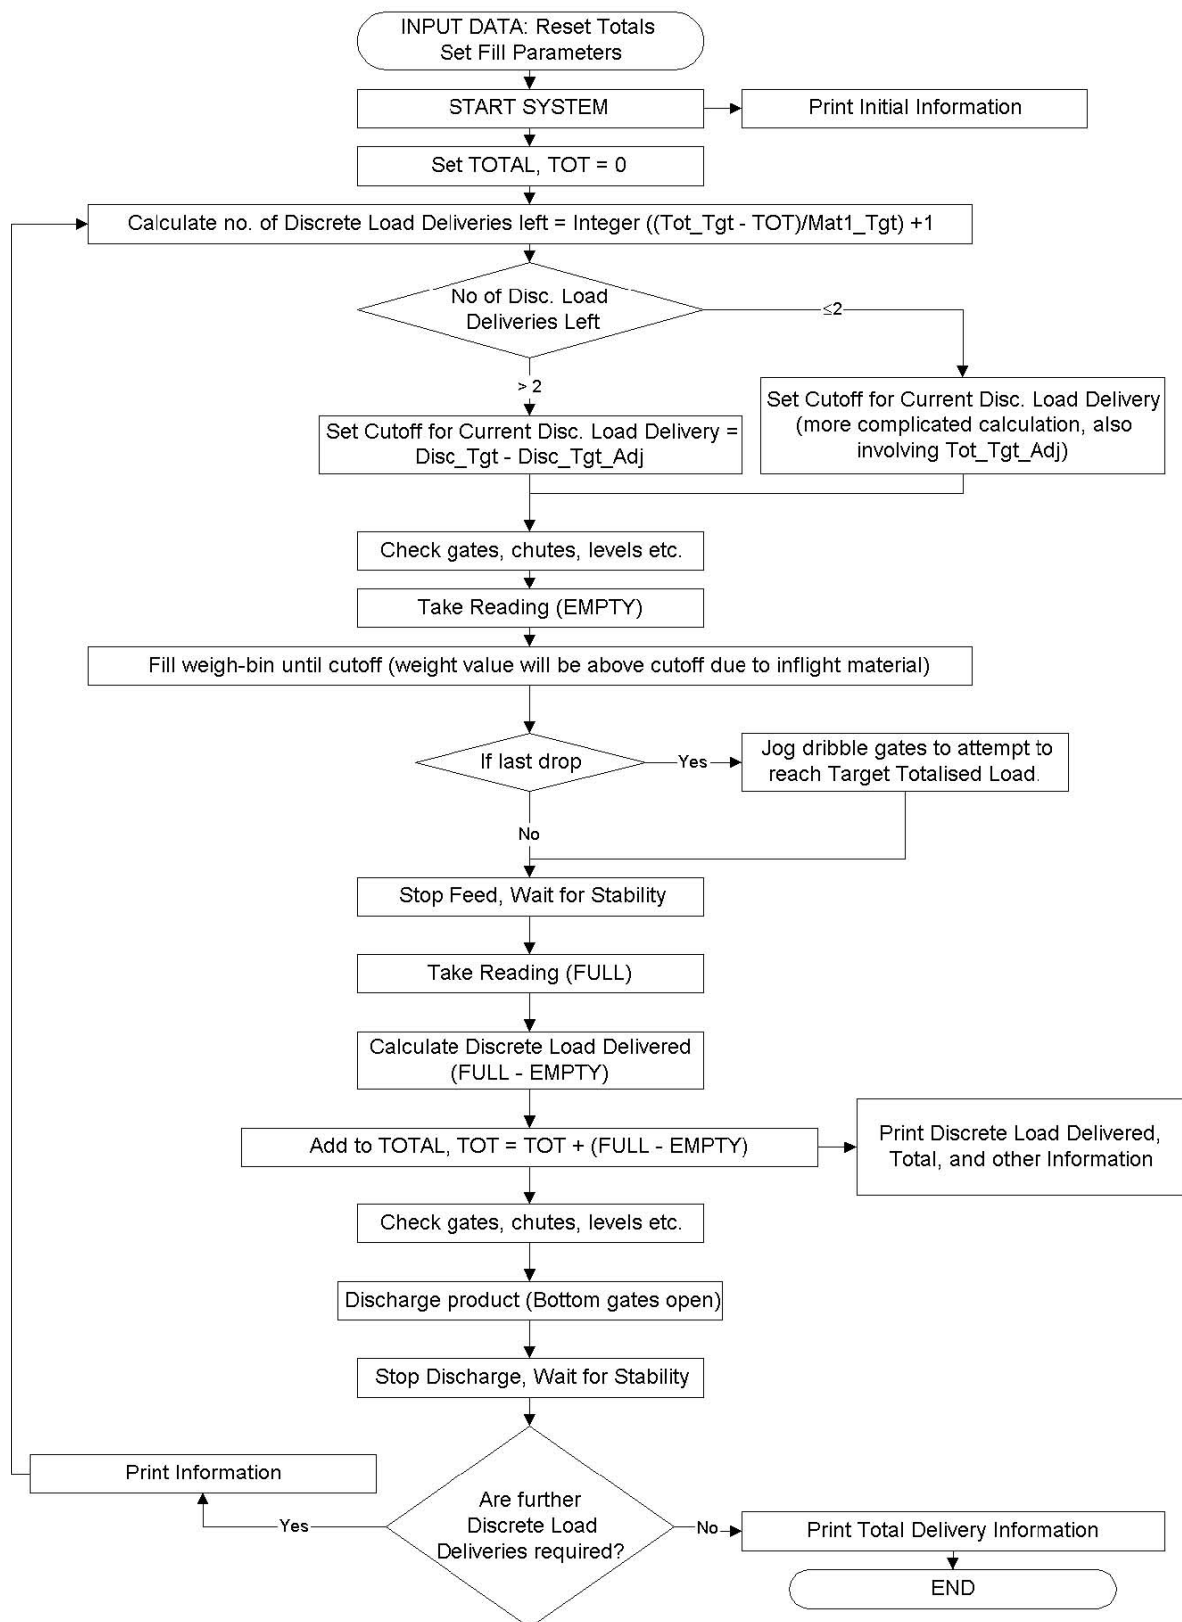 INPUT DATA: Reset Totals
Set Fill Parameters
START SYSTEM
Print Initial Information
Set TOTAL, TOT = 0
Calculate no. of Discrete Load Deliveries left = Integer ((Tot_Tgt - TOT)/Mat1_Tgt) +1
No of Disc. Load
Deliveries Left
≤2
> 2
Set Cutoff for Current Disc. Load Delivery =
Disc_Tgt - Disc_Tgt_Adj
Set Cutoff for Current Disc. Load Delivery
(more complicated calculation, also
involving Tot_Tgt_Adj)
Check gates, chutes, levels etc.
Take Reading (EMPTY)
Fill weigh-bin until cutoff (weight value will be above cutoff due to inflight material)
If last drop
Yes
Jog dribble gates to attempt to
reach Target Totalised Load.
No
Stop Feed, Wait for Stability
Take Reading (FULL)
Calculate Discrete Load Delivered
(FULL - EMPTY)
Add to TOTAL, TOT = TOT + (FULL - EMPTY)
Print Discrete Load Delivered,
Total, and other Information
Check gates, chutes, levels etc.
Discharge product (Bottom gates open)
Stop Discharge, Wait for Stability
Print Information
Are further
Discrete Load
Deliveries required?
Yes
No
Print Total Delivery Information
END